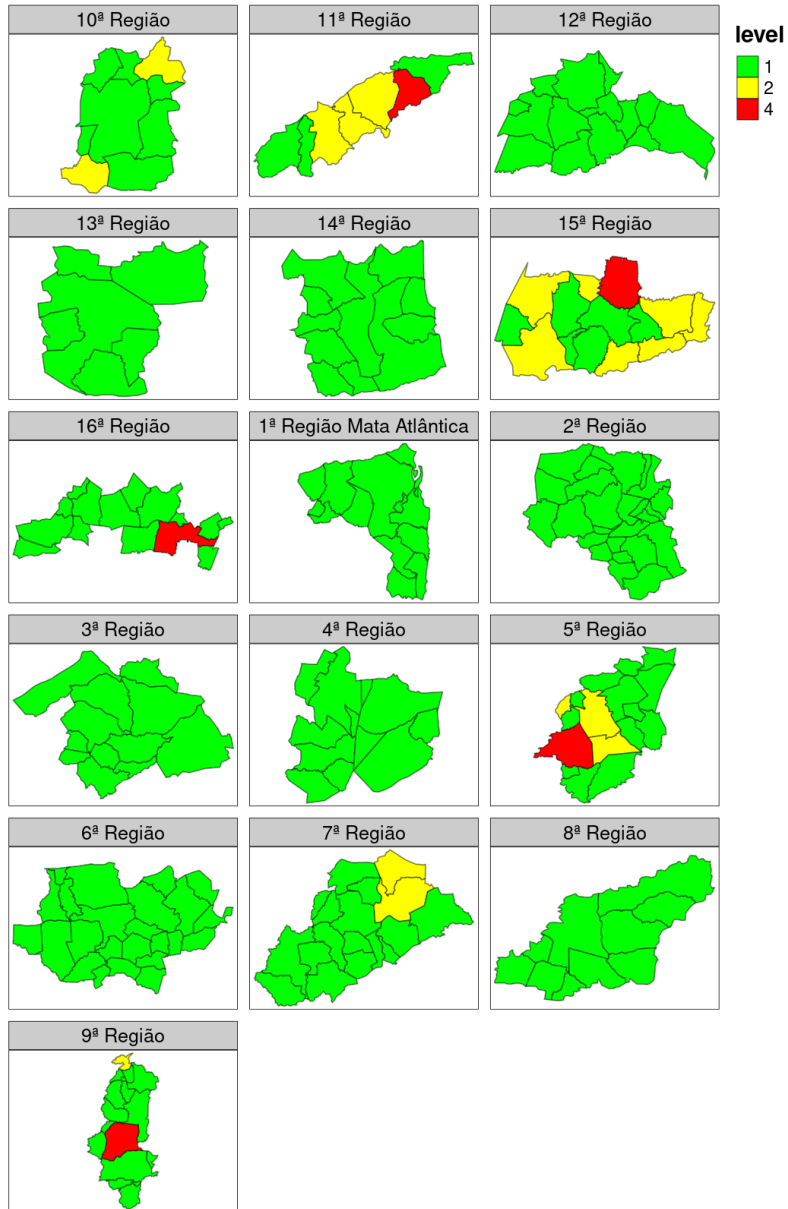 10ª Região
11ª Região
12ª Região
level
1
2
4
13ª Região
14ª Região
15ª Região
16ª Região
1ª Região Mata Atlântica
2ª Região
3ª Região
4ª Região
5ª Região
6ª Região
7ª Região
8ª Região
9ª Região